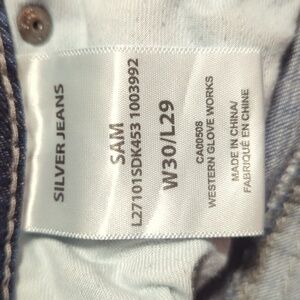 SILVER JEANS
SAM
L27101SDK453 1003992
W30/L29
CA00508
WESTERN GLOVE WORKS
MADE IN CHINA/
FABRIQUÉ EN CHINE